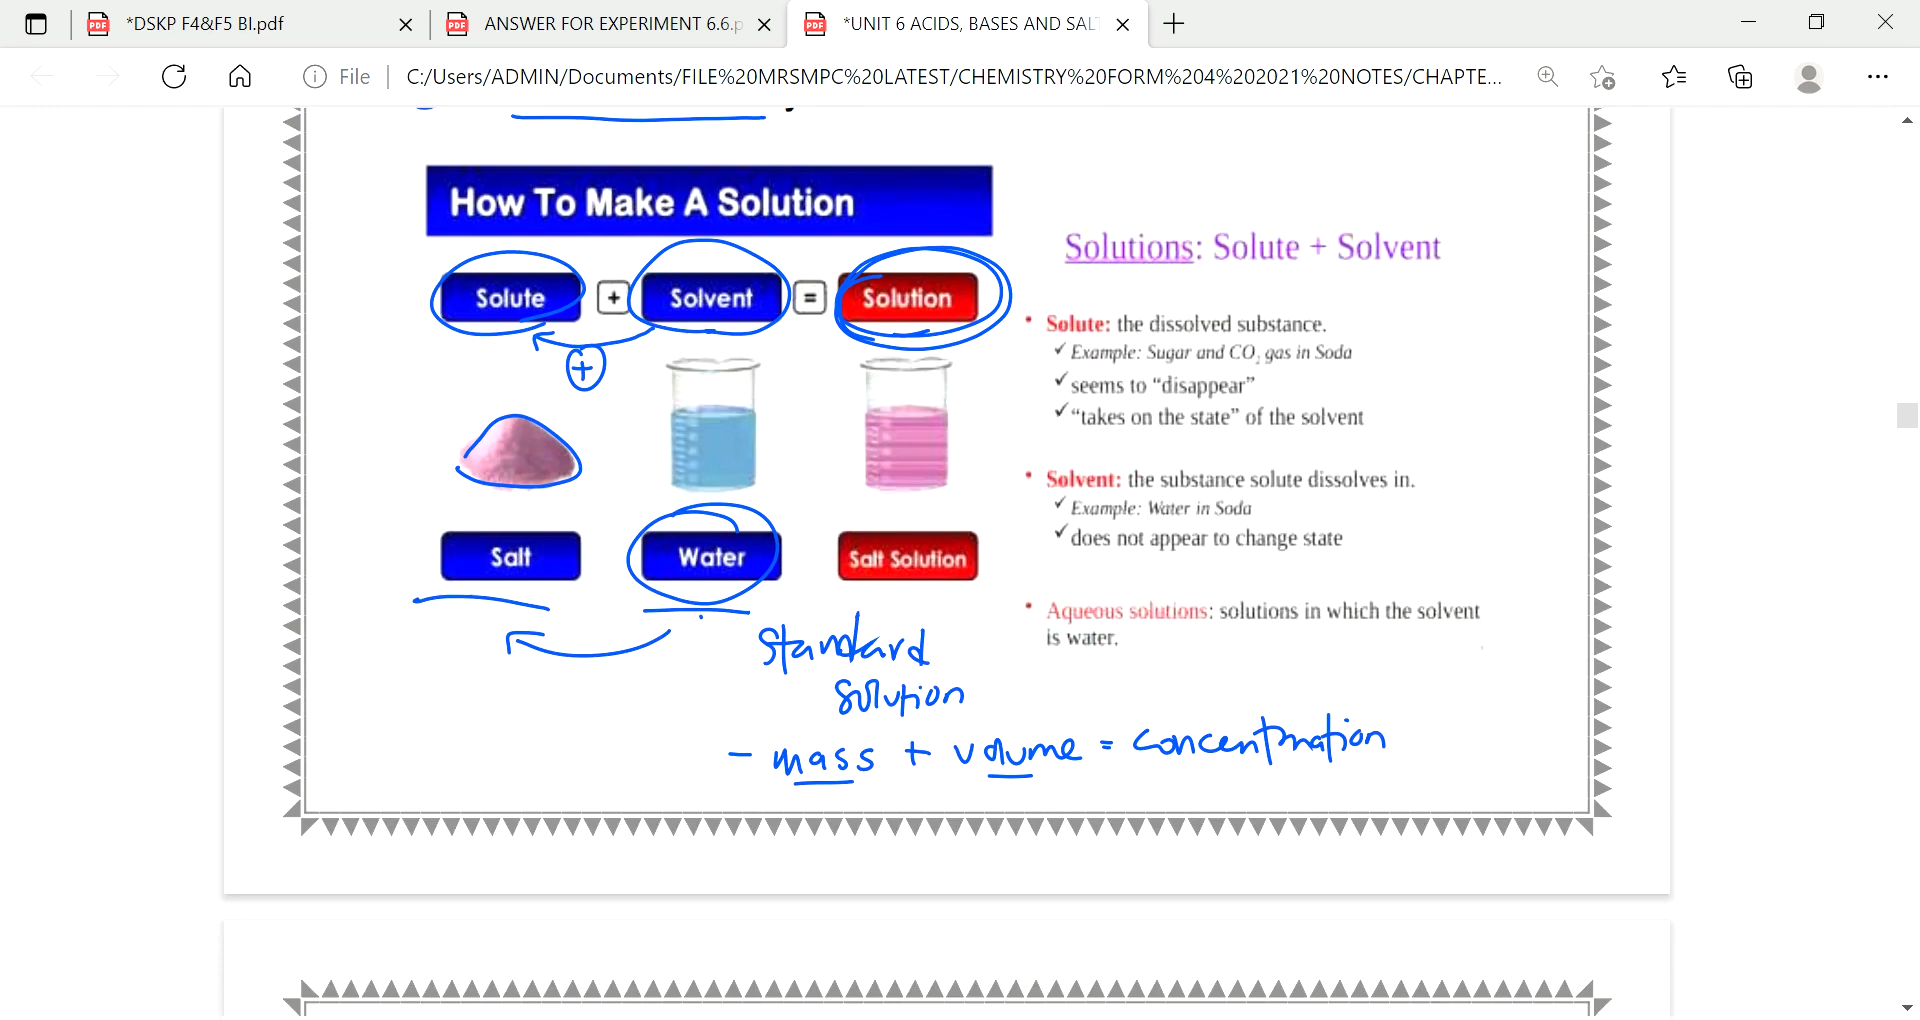 *DSKP F4&F5 BI.pdf
ANSWER FOR EXPERIMENT 6.6.p
*UNIT 6 ACIDS, BASES AND SAL
File
C:/Users/ADMIN/Documents/FILE%20MRSMPC%20LATEST/CHEMISTRY%20FORM%204%202021%20NOTES/CHAPTE...
How To Make A Solution
Solute + Solvent = Solution
+
Salt Water Salt Solution
standard
solution
- mass + volume = concentration
Solutions: Solute + Solvent
• Solute: the dissolved substance.
✓ Example: Sugar and CO₂ gas in Soda
✓ seems to “disappear”
✓ “takes on the state” of the solvent
• Solvent: the substance solute dissolves in.
✓ Example: Water in Soda
✓ does not appear to change state
• Aqueous solutions: solutions in which the solvent
is water.